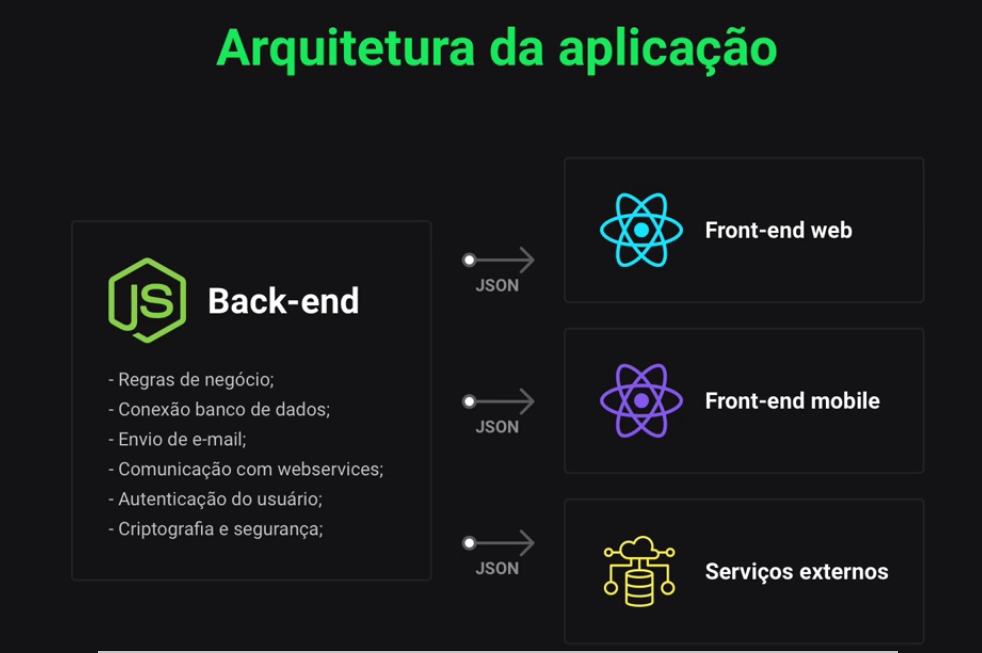 Arquitetura da aplicação
JS
Back-end
- Regras de negócio;
- Conexão banco de dados;
- Envio de e-mail;
- Comunicação com webservices;
- Autenticação do usuário;
- Criptografia e segurança;
JSON
JSON
JSON
Front-end web
Front-end mobile
Serviços externos